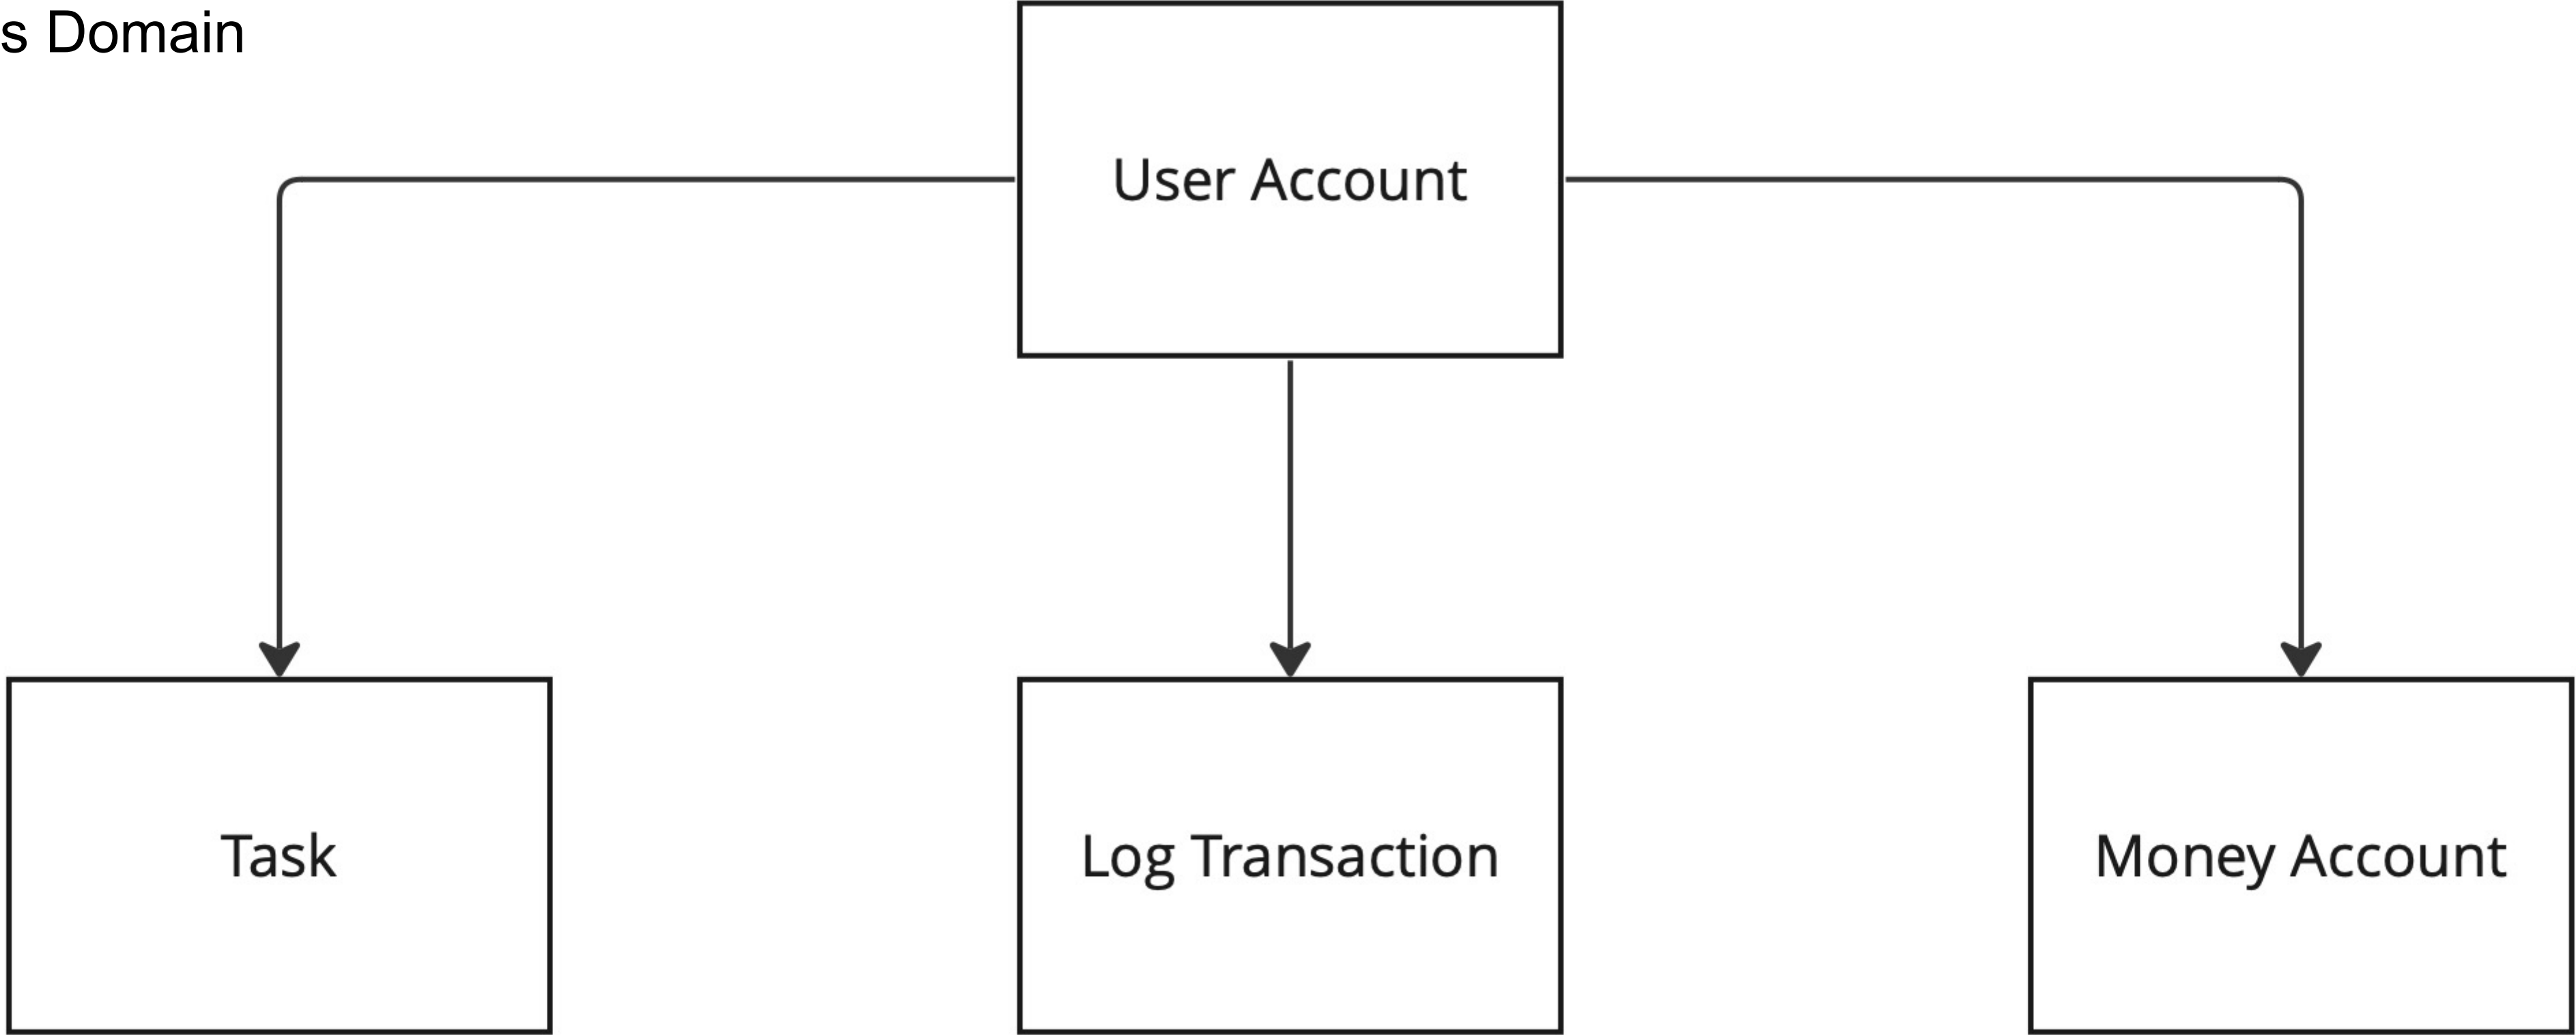 s Domain
User Account
Task
Log Transaction
Money Account